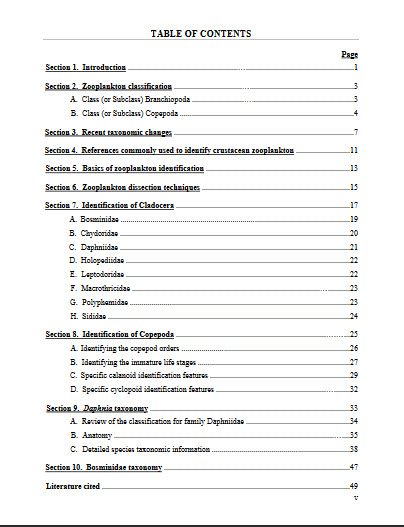 TABLE OF CONTENTS
Page
Section 1. Introduction 1
Section 2. Zooplankton classification 3
A. Class (or Subclass) Branchiopoda 3
B. Class (or Subclass) Copepoda 4
Section 3. Recent taxonomic changes 7
Section 4. References commonly used to identify crustacean zooplankton 11
Section 5. Basics of zooplankton identification 13
Section 6. Zooplankton dissection techniques 15
Section 7. Identification of Cladocera 17
A. Bosminidae 19
B. Chydoridae 20
C. Daphniidae 21
D. Holopediidae 22
E. Leptodoridae 22
F. Macrothricidae 23
G. Polyphemidae 23
H. Sididae 24
Section 8. Identification of Copepoda 25
A. Identifying the copepod orders 26
B. Identifying the immature life stages 27
C. Specific calanoid identification features 29
D. Specific cyclopoid identification features 32
Section 9. Daphnia taxonomy 33
A. Review of the classification for family Daphniidae 34
B. Anatomy 35
C. Detailed species taxonomic information 38
Section 10. Bosminidae taxonomy 47
Literature cited 49
v